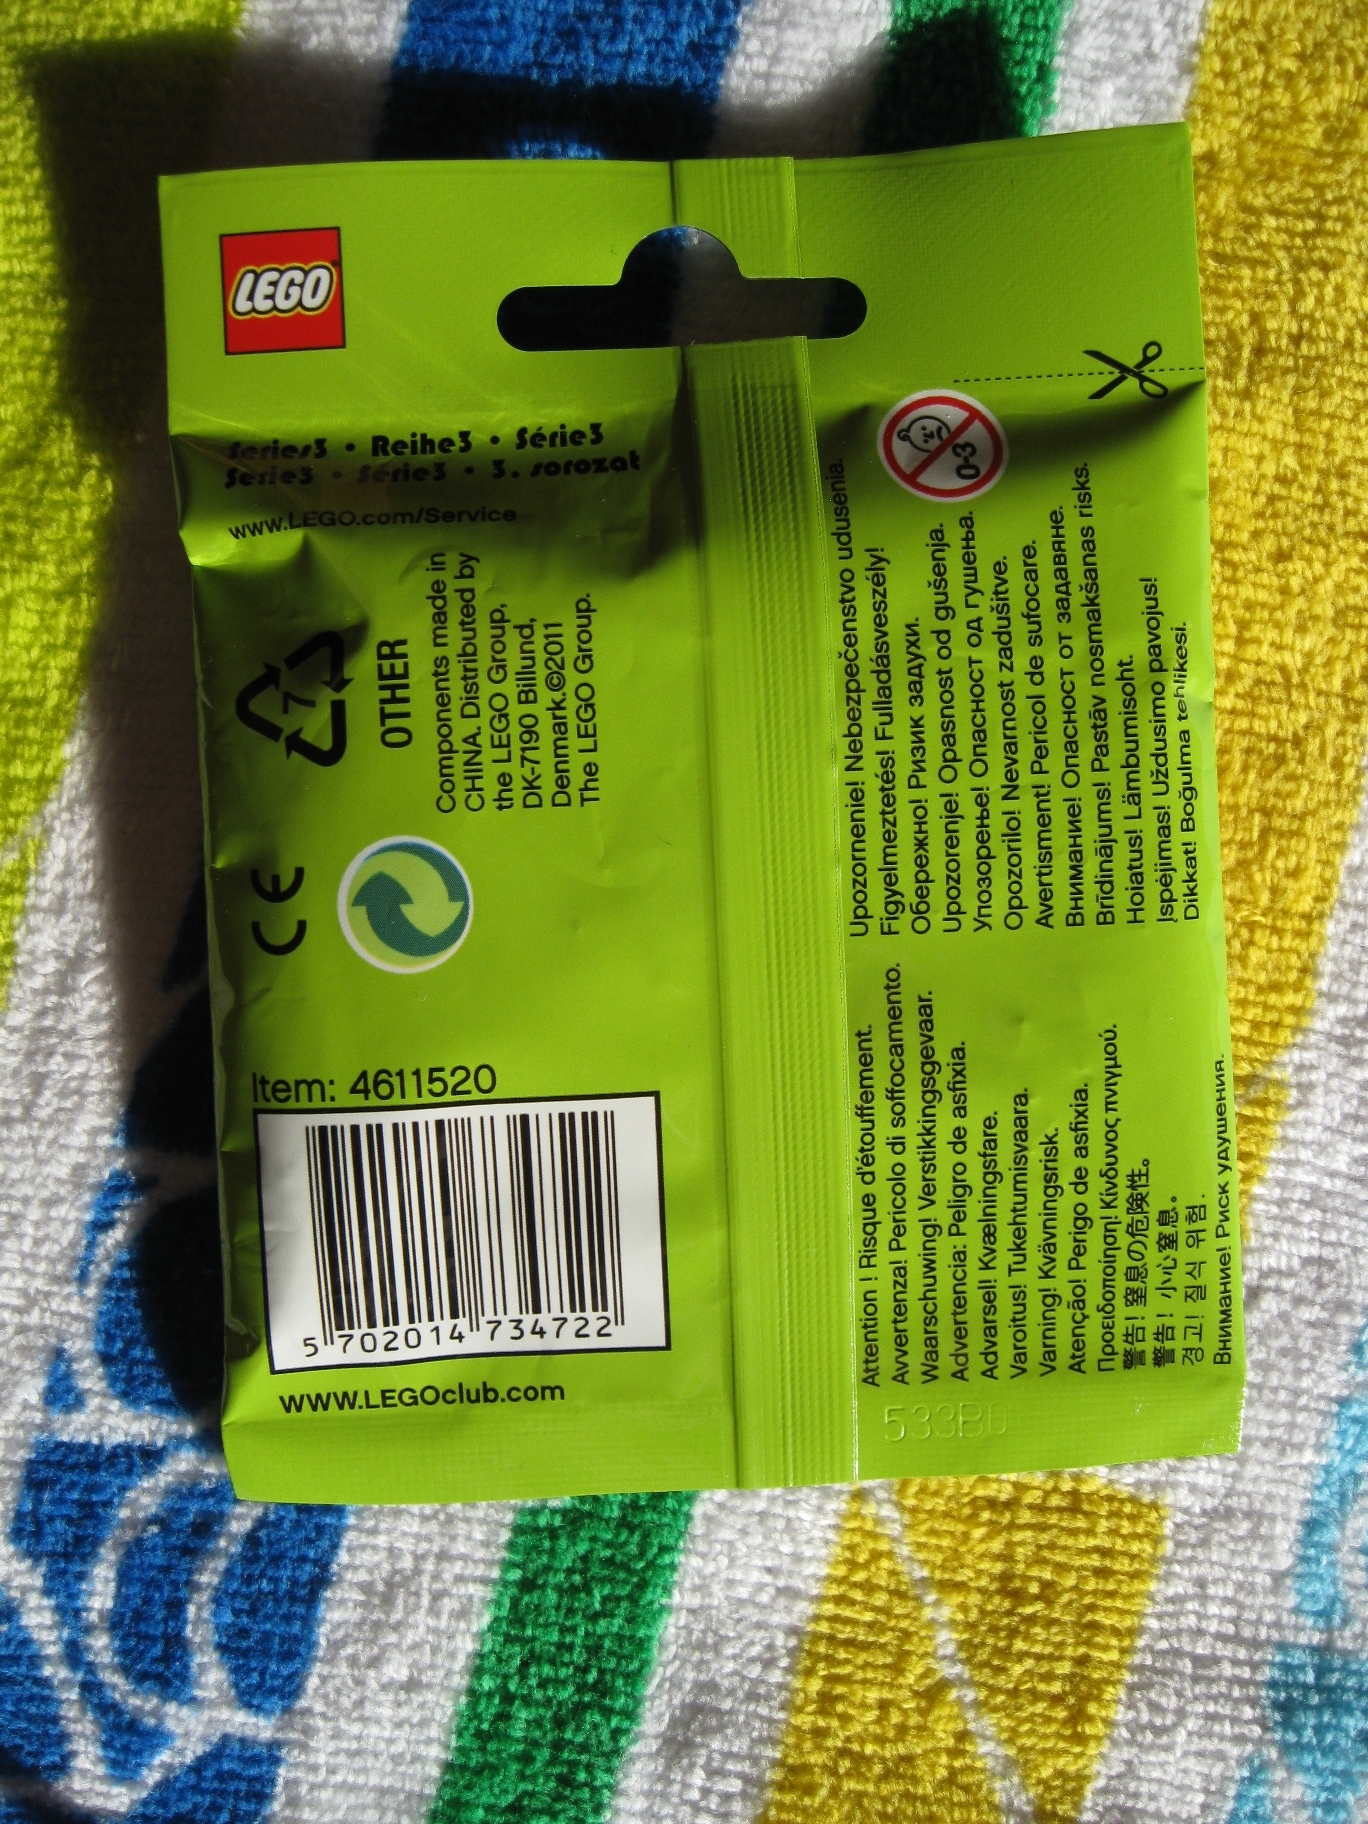 LEGO
Series3 • Reihe3 • Série3
Serie3 • Série3 • 3. sorozat
www.LEGO.com/Service
7
OTHER
Components made in
CHINA. Distributed by
the LEGO Group,
DK-7190 Billund,
Denmark.©2011
The LEGO Group.
CE
Item: 4611520
5 702014 734722
www.LEGOclub.com
0-3
Upozornenie! Nebezpečenstvo udusenia.
Figyelmeztetés! Fulladásveszély!
Обережно! Ризик задухи.
Upozorenje! Opasnost od gušenja.
Упозорење! Опасност од гушења.
Opozorilo! Nevarnost zadušitve.
Avertisment! Pericol de sufocare.
Внимание! Опасност от задавяне.
Brīdinājums! Pastāv nosmakšanas risks.
Hoiatus! Lämbumisoht.
Įspėjimas! Uždusimo pavojus!
Dikkat! Boğulma tehlikesi.
Attention ! Risque d'étouffement.
Avvertenza! Pericolo di soffocamento.
Waarschuwing! Verstikkingsgevaar.
Advertencia: Peligro de asfixia.
Advarsel! Kvælningsfare.
Varoitus! Tukehtumisvaara.
Varning! Kvävningsrisk.
Atenção! Perigo de asfixia.
Προειδοποίηση! Κίνδυνος πνιγμού.
警告! 窒息の危険性。
警告! 小心窒息。
경고! 질식 위험.
Внимание! Риск удушения.
533B0